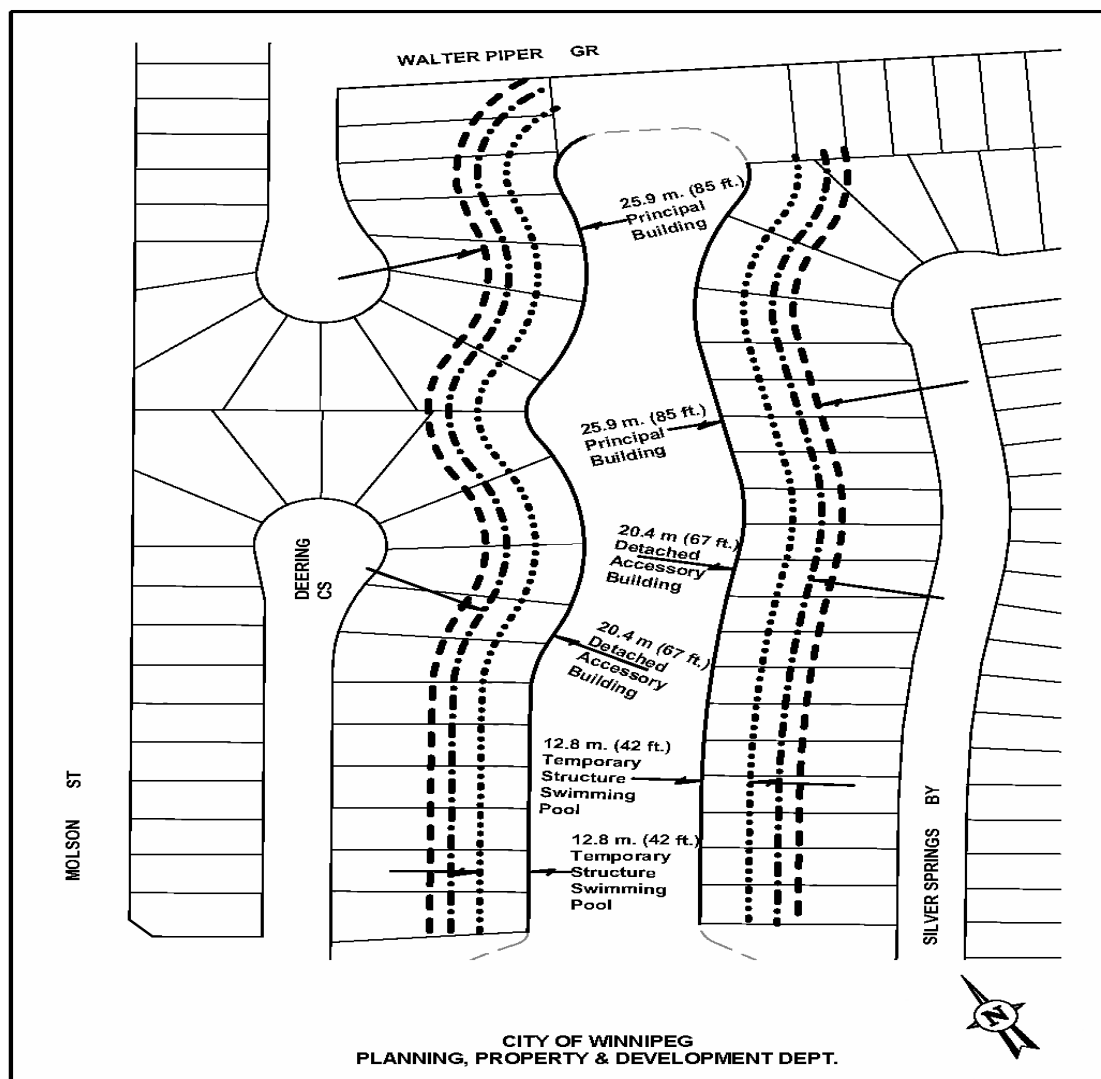 WALTER PIPER GR
25.9 m. (85 ft.)
Principal
Building
25.9 m. (85 ft.)
Principal
Building
20.4 m (67 ft.)
Detached
Accessory
Building
DEERING
CS
20.4 m (67 ft.)
Detached
Accessory
Building
12.8 m. (42 ft.)
Temporary
Structure
Swimming
Pool
12.8 m. (42 ft.)
Temporary
Structure
Swimming
Pool
MOLSON ST
SILVER SPRINGS BY
N
CITY OF WINNIPEG
PLANNING, PROPERTY & DEVELOPMENT DEPT.